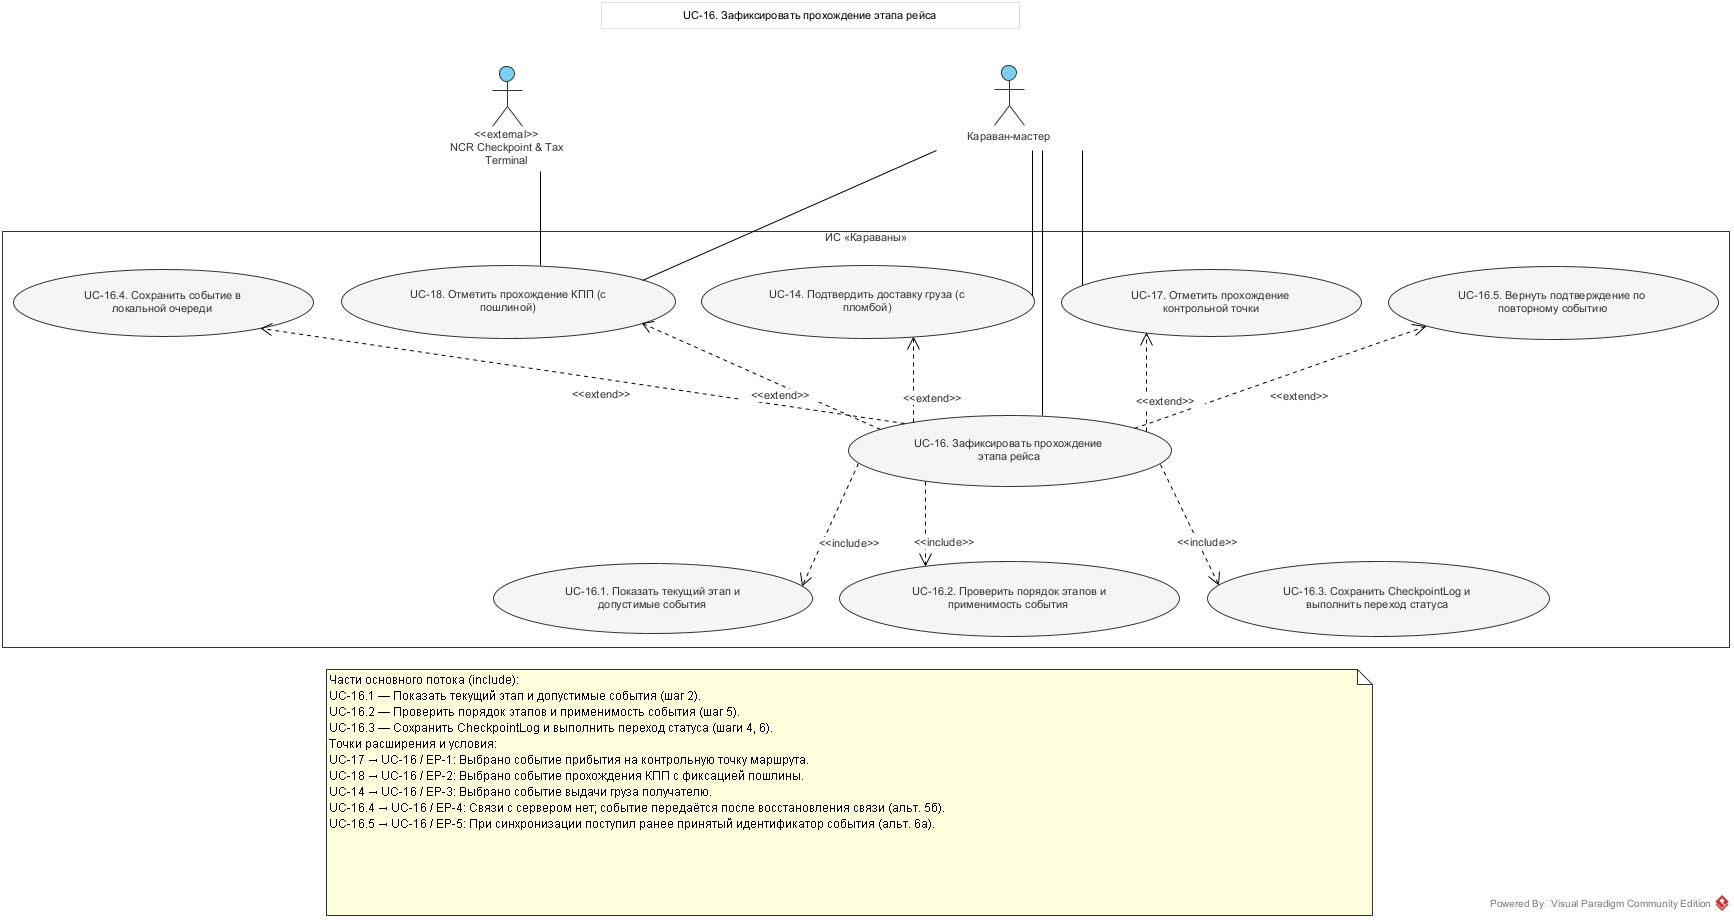 UC-16. Зафиксировать прохождение этапа рейса
<<external>>
NCR Checkpoint & Tax
Terminal
Караван-мастер
ИС «Караваны»
UC-16.4. Сохранить событие в
локальной очереди
UC-18. Отметить прохождение КПП (с
пошлиной)
UC-14. Подтвердить доставку груза (с
пломбой)
UC-17. Отметить прохождение
контрольной точки
UC-16.5. Вернуть подтверждение по
повторному событию
<<extend>>
<<extend>>
<<extend>>
<<extend>>
<<extend>>
UC-16. Зафиксировать прохождение
этапа рейса
<<include>>
<<include>>
<<include>>
UC-16.1. Показать текущий этап и
допустимые события
UC-16.2. Проверить порядок этапов и
применимость события
UC-16.3. Сохранить CheckpointLog и
выполнить переход статуса
Части основного потока (include):
UC-16.1 — Показать текущий этап и допустимые события (шаг 2).
UC-16.2 — Проверить порядок этапов и применимость события (шаг 5).
UC-16.3 — Сохранить CheckpointLog и выполнить переход статуса (шаги 4, 6).
Точки расширения и условия:
UC-17 → UC-16 / EP-1: Выбрано событие прибытия на контрольную точку маршрута.
UC-18 → UC-16 / EP-2: Выбрано событие прохождения КПП с фиксацией пошлины.
UC-14 → UC-16 / EP-3: Выбрано событие выдачи груза получателю.
UC-16.4 → UC-16 / EP-4: Связи с сервером нет; событие передаётся после восстановления связи (альт. 5б).
UC-16.5 → UC-16 / EP-5: При синхронизации поступил ранее принятый идентификатор события (альт. 6а).
Powered By Visual Paradigm Community Edition